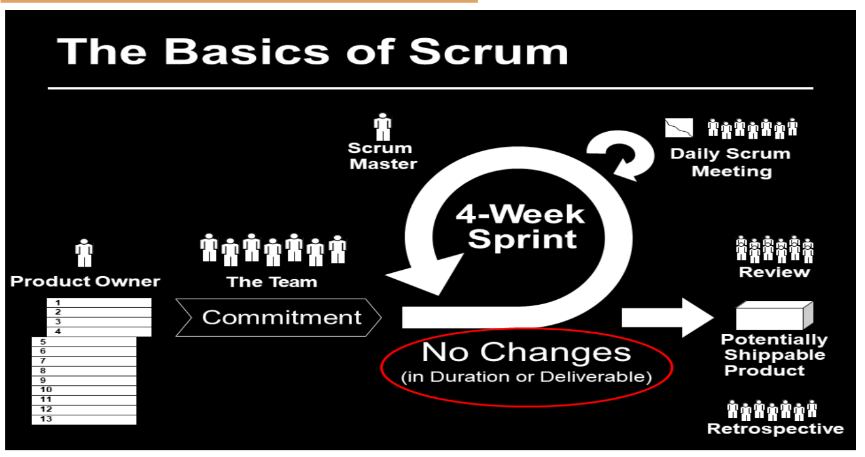 The Basics of Scrum
Scrum
Master
Daily Scrum
Meeting
4-Week
Sprint
Product Owner
The Team
Review
1
2
3
4
5
6
7
8
9
10
11
12
13
Commitment
No Changes
(in Duration or Deliverable)
Potentially
Shippable
Product
Retrospective